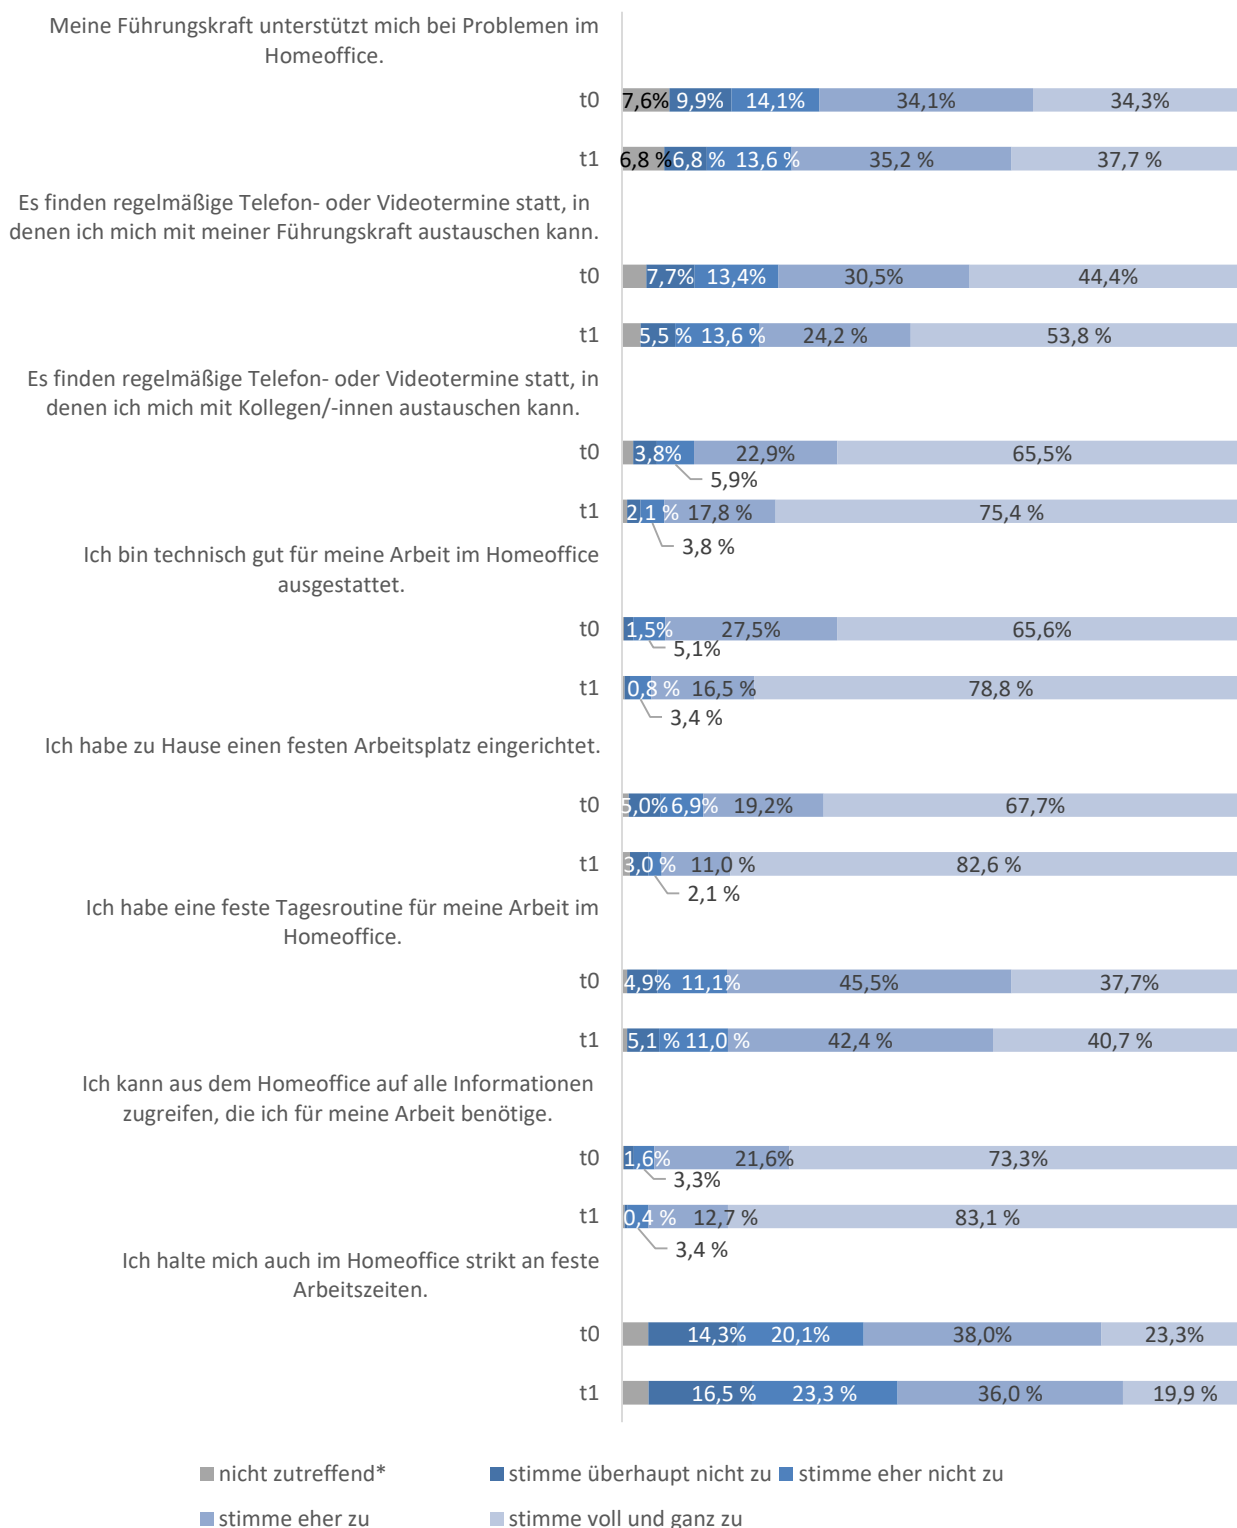 Meine Führungskraft unterstützt mich bei Problemen im
Homeoffice.
t0 7,6% 9,9% 14,1% 34,1% 34,3%
t1 6,8 % 6,8 % 13,6 % 35,2 % 37,7 %
Es finden regelmäßige Telefon- oder Videotermine statt, in
denen ich mich mit meiner Führungskraft austauschen kann.
t0 7,7% 13,4% 30,5% 44,4%
t1 5,5 % 13,6 % 24,2 % 53,8 %
Es finden regelmäßige Telefon- oder Videotermine statt, in
denen ich mich mit Kollegen/-innen austauschen kann.
t0 3,8% 22,9% 65,5%
5,9%
t1 2,1 % 17,8 % 75,4 %
3,8 %
Ich bin technisch gut für meine Arbeit im Homeoffice
ausgestattet.
t0 1,5% 27,5% 65,6%
5,1%
t1 0,8 % 16,5 % 78,8 %
3,4 %
Ich habe zu Hause einen festen Arbeitsplatz eingerichtet.
t0 5,0% 6,9% 19,2% 67,7%
t1 3,0 % 11,0 % 82,6 %
2,1 %
Ich habe eine feste Tagesroutine für meine Arbeit im
Homeoffice.
t0 4,9% 11,1% 45,5% 37,7%
t1 5,1 % 11,0 % 42,4 % 40,7 %
Ich kann aus dem Homeoffice auf alle Informationen
zugreifen, die ich für meine Arbeit benötige.
t0 1,6% 21,6% 73,3%
3,3%
t1 0,4 % 12,7 % 83,1 %
3,4 %
Ich halte mich auch im Homeoffice strikt an feste
Arbeitszeiten.
t0 14,3% 20,1% 38,0% 23,3%
t1 16,5 % 23,3 % 36,0 % 19,9 %
nicht zutreffend* stimme überhaupt nicht zu stimme eher nicht zu
stimme eher zu stimme voll und ganz zu